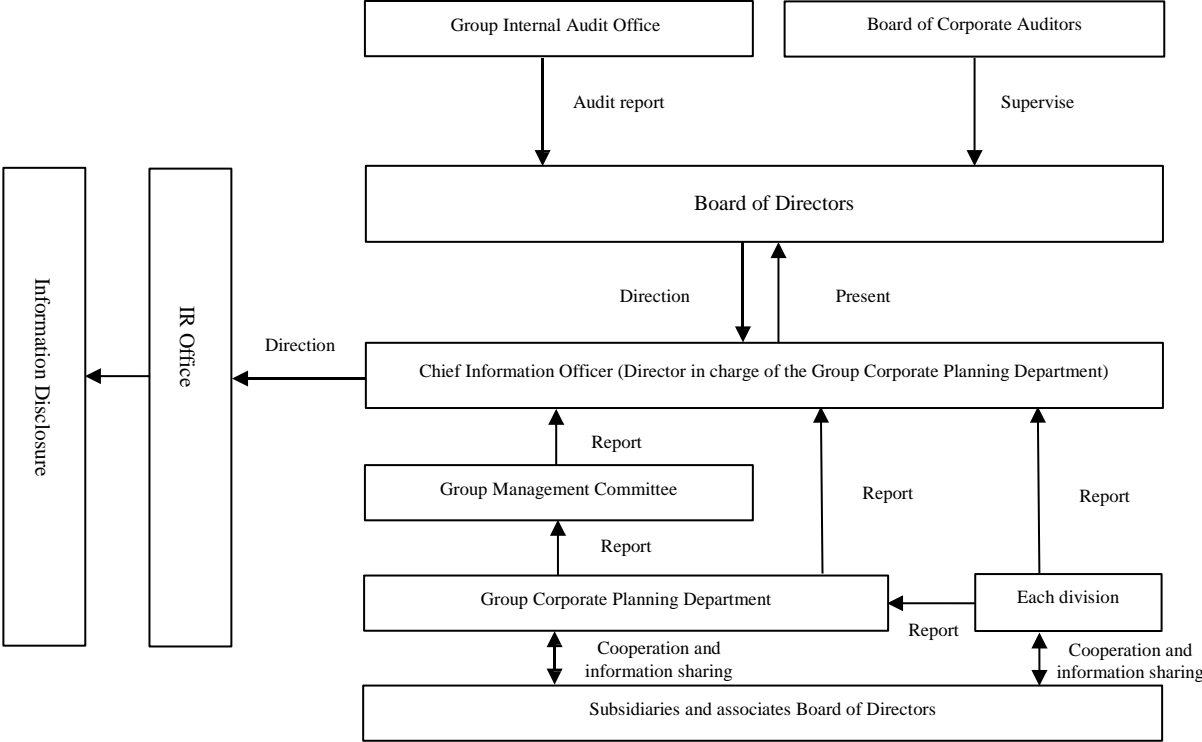 Group Internal Audit Office
Board of Corporate Auditors
Audit report
Supervise
Board of Directors
Direction
Present
Information Disclosure
IR Office
Direction
Chief Information Officer (Director in charge of the Group Corporate Planning Department)
Report
Group Management Committee
Report
Report
Report
Group Corporate Planning Department
Each division
Report
Cooperation and
information sharing
Cooperation and
information sharing
Subsidiaries and associates Board of Directors